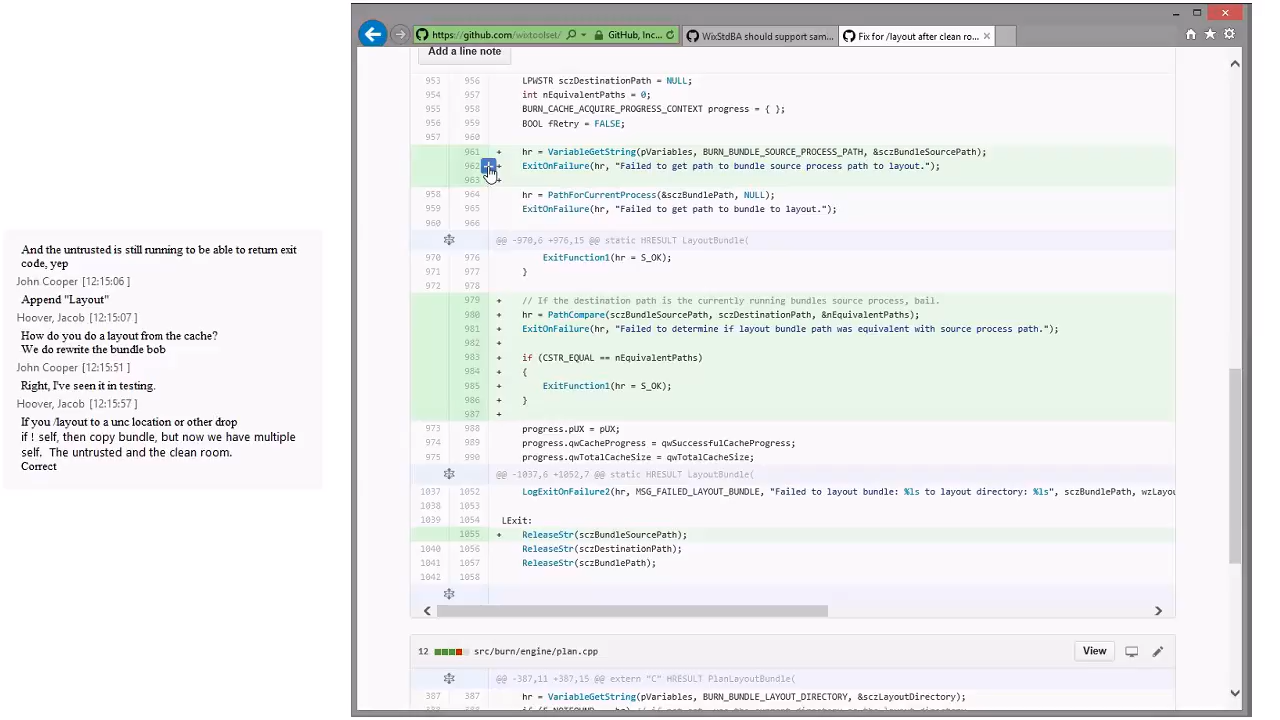 And the untrusted is still running to be able to return exit
code, yep
John Cooper [12:15:06 ]
Append "Layout"
Hoover, Jacob [12:15:07 ]
How do you do a layout from the cache?
We do rewrite the bundle bob
John Cooper [12:15:51 ]
Right, I've seen it in testing.
Hoover, Jacob [12:15:57 ]
If you /layout to a unc location or other drop
if ! self, then copy bundle, but now we have multiple
self.  The untrusted and the clean room.
Correct
https://github.com/wixtoolset/ GitHub, Inc... WixStdBA should support sam... Fix for /layout after clean ro...
Add a line note
953 956 LPWSTR sczDestinationPath = NULL;
954 957 int nEquivalentPaths = 0;
955 958 BURN_CACHE_ACQUIRE_PROGRESS_CONTEXT progress = { };
956 959 BOOL fRetry = FALSE;
957 960
961 + hr = VariableGetString(pVariables, BURN_BUNDLE_SOURCE_PROCESS_PATH, &sczBundleSourcePath);
962 + ExitOnFailure(hr, "Failed to get path to bundle source process path to layout.");
963 +
958 964 hr = PathForCurrentProcess(&sczBundlePath, NULL);
959 965 ExitOnFailure(hr, "Failed to get path to bundle to layout.");
960 966
@@ -970,6 +976,15 @@ static HRESULT LayoutBundle(
970 976 ExitFunction1(hr = S_OK);
971 977 }
972 978
979 + // If the destination path is the currently running bundles source process, bail.
980 + hr = PathCompare(sczBundleSourcePath, sczDestinationPath, &nEquivalentPaths);
981 + ExitOnFailure(hr, "Failed to determine if layout bundle path was equivalent with source process path.");
982 +
983 + if (CSTR_EQUAL == nEquivalentPaths)
984 + {
985 + ExitFunction1(hr = S_OK);
986 + }
987 +
973 988 progress.pUX = pUX;
974 989 progress.qwCacheProgress = qwSuccessfulCacheProgress;
975 990 progress.qwTotalCacheSize = qwTotalCacheSize;
@@ -1037,6 +1052,7 @@ static HRESULT LayoutBundle(
1037 1052 LogExitOnFailure2(hr, MSG_FAILED_LAYOUT_BUNDLE, "Failed to layout bundle: %ls to layout directory: %ls", sczBundlePath, wzLayou
1038 1053
1039 1054 LExit:
1055 + ReleaseStr(sczBundleSourcePath);
1040 1056 ReleaseStr(sczDestinationPath);
1041 1057 ReleaseStr(sczBundlePath);
1042 1058
12 src/burn/engine/plan.cpp View
@@ -387,11 +387,15 @@ extern "C" HRESULT PlanLayoutBundle(
387 387 hr = VariableGetString(pVariables, BURN_BUNDLE_LAYOUT_DIRECTORY, &sczLayoutDirectory);